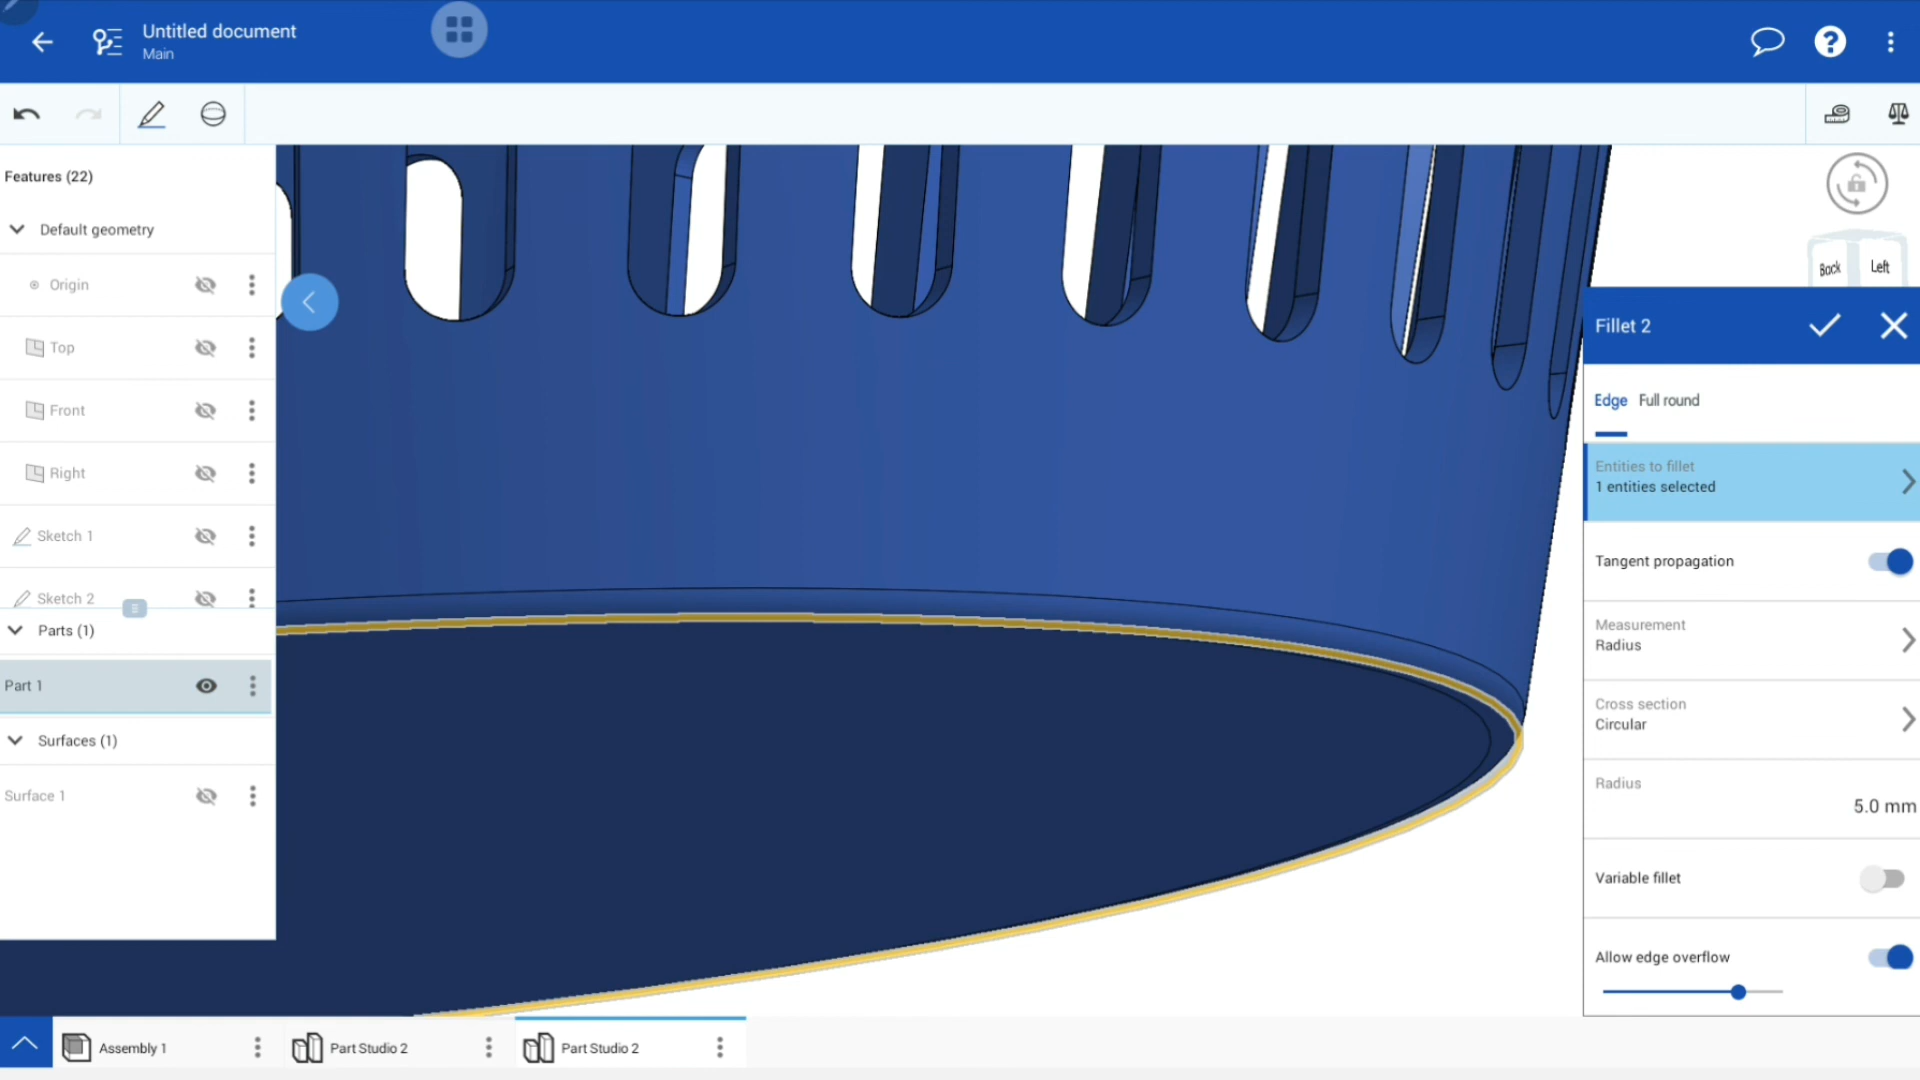 Untitled document
Main
Features (22)
Default geometry
Origin
Top
Front
Right
Sketch 1
Sketch 2
Parts (1)
Part 1
Surfaces (1)
Surface 1
Back
Left
Fillet 2
Edge
Full round
Entities to fillet
1 entities selected
Tangent propagation
Measurement
Radius
Cross section
Circular
Radius
5.0 mm
Variable fillet
Allow edge overflow
Assembly 1
Part Studio 2
Part Studio 2